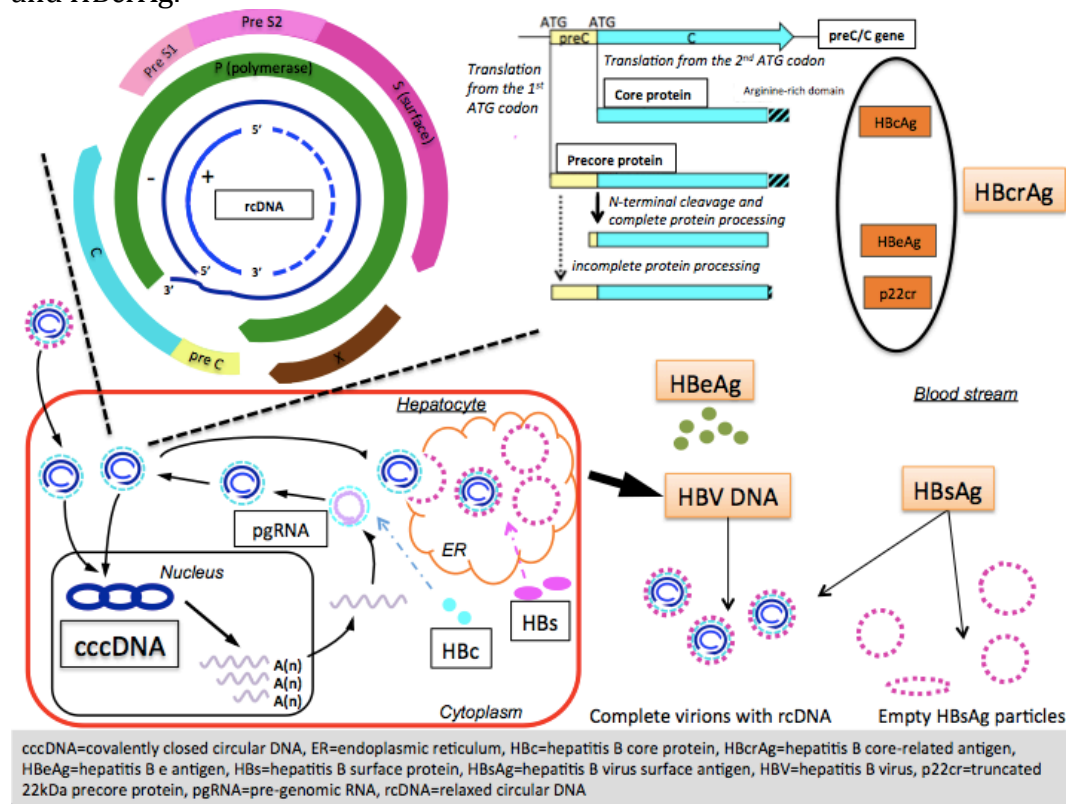 and HBcrAg.
Pre S1
Pre S2
S (surface)
P (polymerase)
C
pre C
X
5’
-
+
rcDNA
5’
3’
3’
ATG
ATG
preC
C
preC/C gene
Translation
from the 1st
ATG codon
Translation from the 2nd ATG codon
Core protein
Arginine-rich domain
Precore protein
N-terminal cleavage and
complete protein processing
incomplete protein processing
HBcAg
HBeAg
p22cr
HBcrAg
Hepatocyte
pgRNA
ER
Nucleus
cccDNA
A(n)
A(n)
A(n)
HBc
HBs
Cytoplasm
HBeAg
Blood stream
HBV DNA
HBsAg
Complete virions with rcDNA
Empty HBsAg particles
cccDNA=covalently closed circular DNA, ER=endoplasmic reticulum, HBc=hepatitis B core protein, HBcrAg=hepatitis B core-related antigen,
HBeAg=hepatitis B e antigen, HBs=hepatitis B surface protein, HBsAg=hepatitis B virus surface antigen, HBV=hepatitis B virus, p22cr=truncated
22kDa precore protein, pgRNA=pre-genomic RNA, rcDNA=relaxed circular DNA